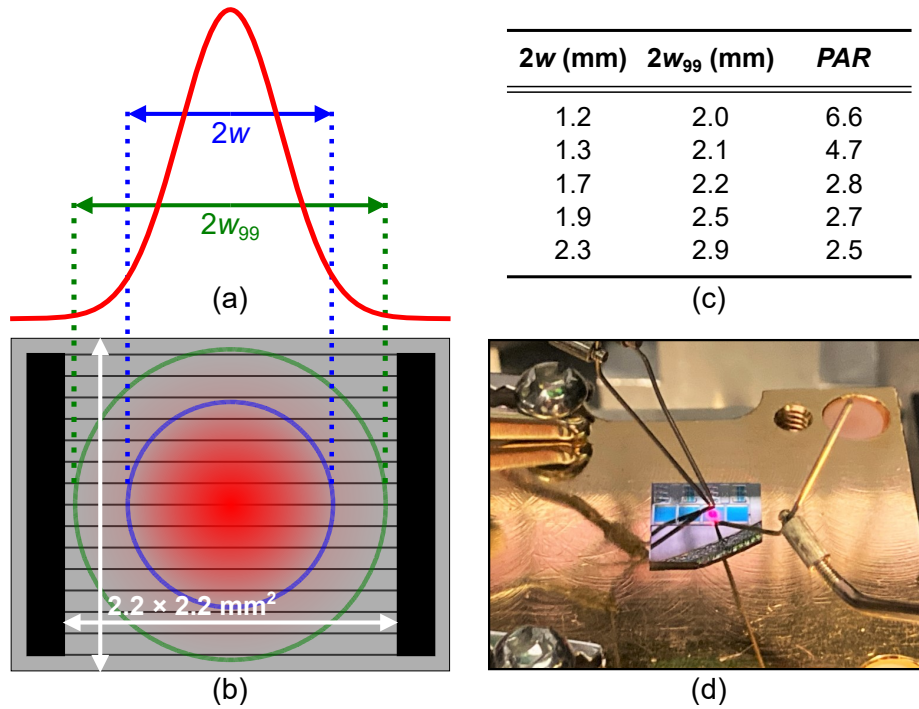 2w
2w₉₉
(a)
2.2 × 2.2 mm²
(b)
2w (mm) 2w₉₉ (mm) PAR
1.2 2.0 6.6
1.3 2.1 4.7
1.7 2.2 2.8
1.9 2.5 2.7
2.3 2.9 2.5
(c)
(d)